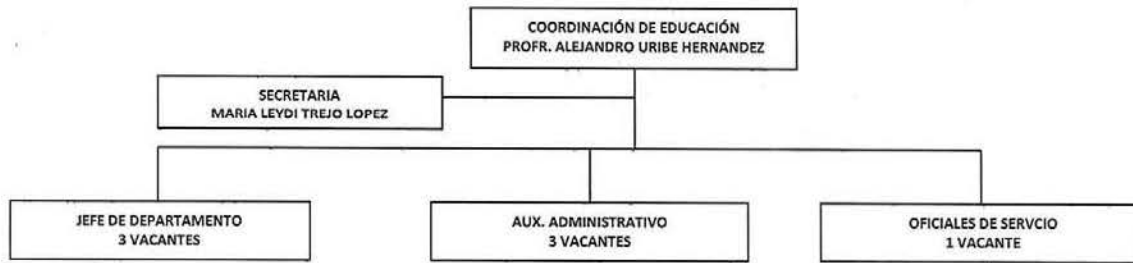 COORDINACIÓN DE EDUCACIÓN
PROFR. ALEJANDRO URIBE HERNANDEZ
SECRETARIA
MARIA LEYDI TREJO LOPEZ
JEFE DE DEPARTAMENTO
3 VACANTES
AUX. ADMINISTRATIVO
3 VACANTES
OFICIALES DE SERVCIO
1 VACANTE